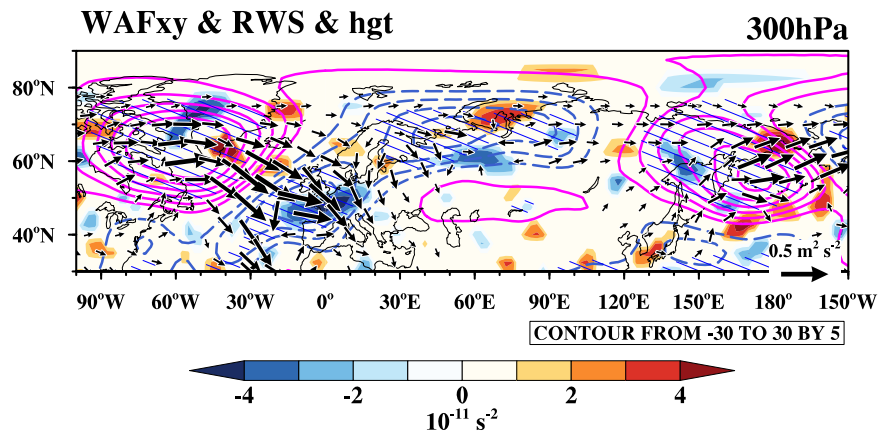 WAFxy & RWS & hgt
300hPa
80°N
60°N
40°N
0.5 m² s⁻²
90°W 60°W 30°W 0° 30°E 60°E 90°E 120°E 150°E 180° 150°W
CONTOUR FROM -30 TO 30 BY 5
-4 -2 0 2 4
10⁻¹¹ s⁻²